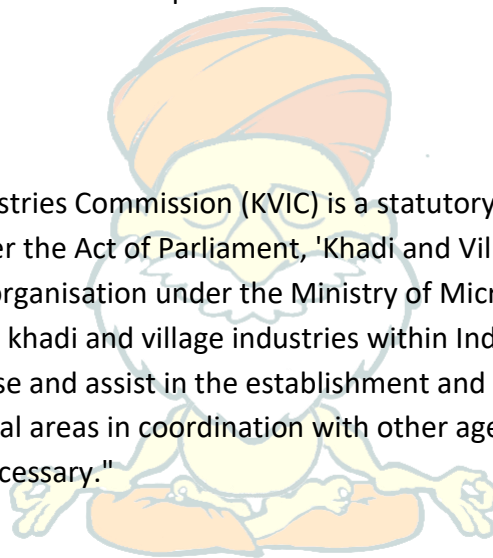 stries Commission (KVIC) is a statutory
er the Act of Parliament, 'Khadi and Vil
organisation under the Ministry of Micr
khadi and village industries within Ind
se and assist in the establishment and
al areas in coordination with other age
cessary."